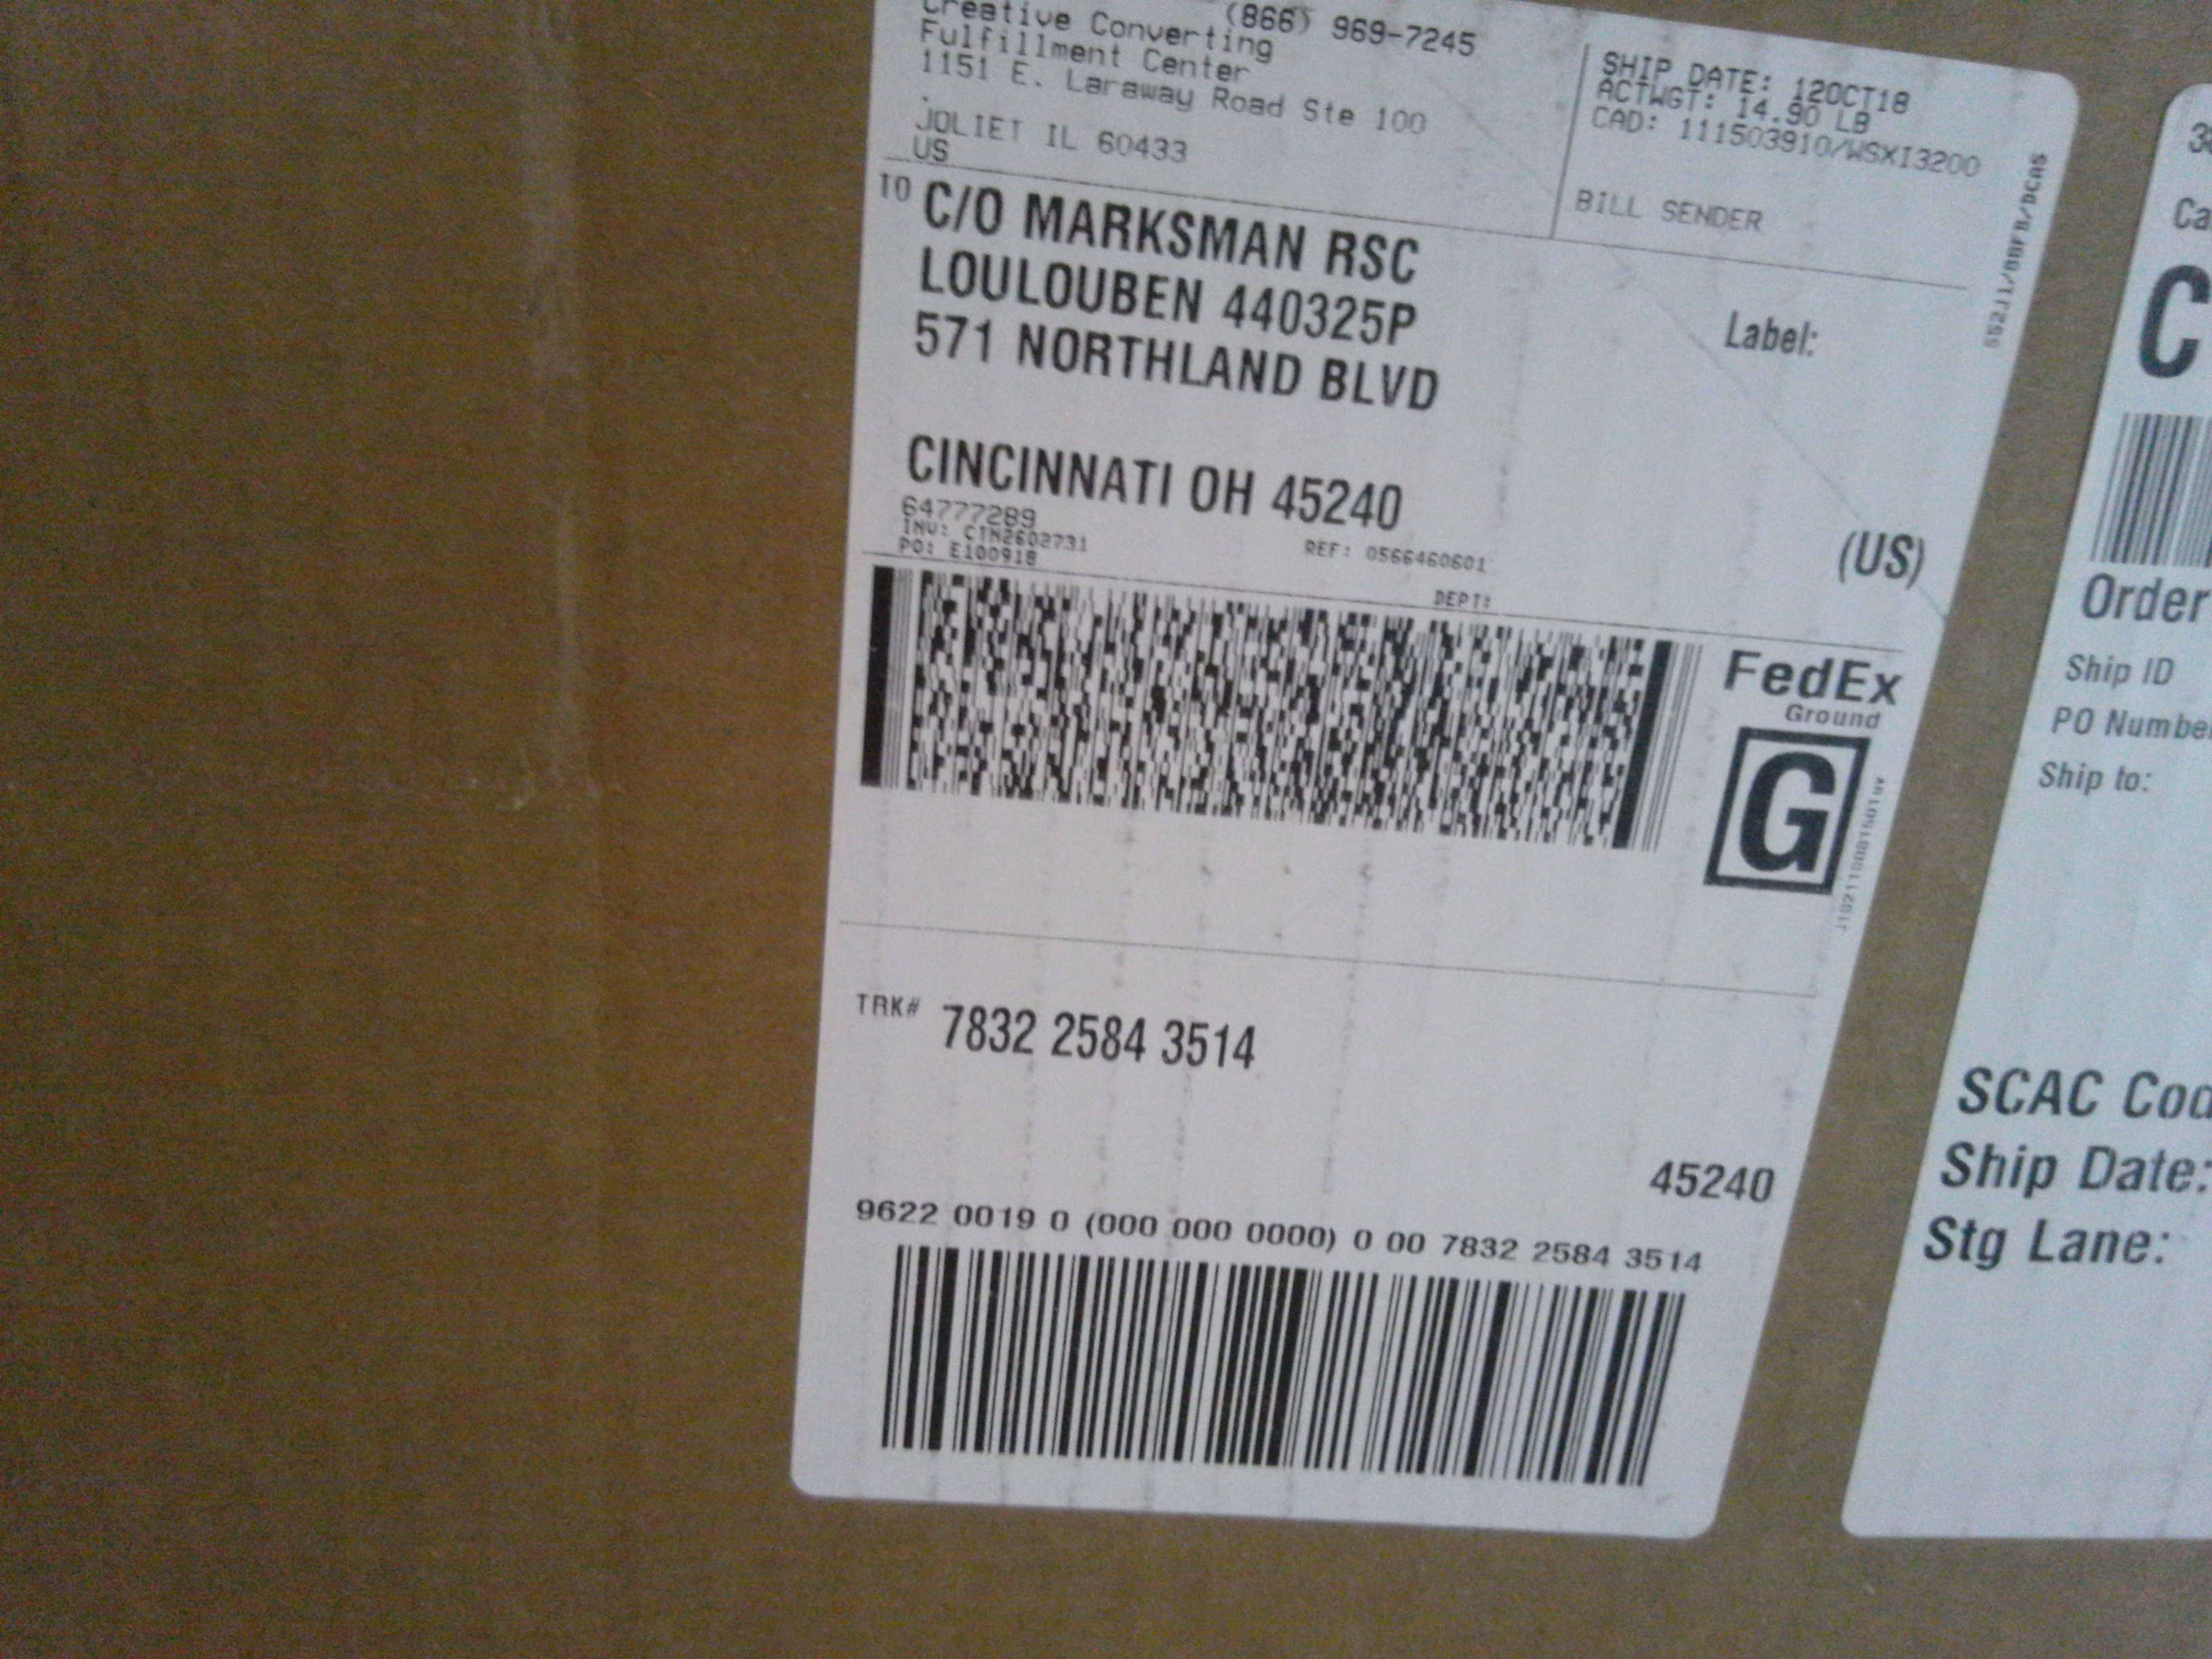 (866) 969-7245
Creative Converting
Fulfillment Center
1151 E. Laraway Road Ste 100
.
JOLIET IL 60433
US
SHIP DATE: 12OCT18
ACTWGT: 14.90 LB
CAD: 111503910/WSXI3200
BILL SENDER
TO C/O MARKSMAN RSC
LOULOUBEN 440325P
571 NORTHLAND BLVD
Label:
CINCINNATI OH 45240
(US)
64777289
INV: CIN2602731
REF: 0566460601
PO: E100918
DEPT:
552J1/8BFB/DCA5
FedEx
Ground
G
TRK# 7832 2584 3514
45240
9622 0019 0 (000 000 0000) 0 00 7832 2584 3514
C
Order
Ship ID
PO Number
Ship to:
SCAC
Ship Date:
Stg Lane: